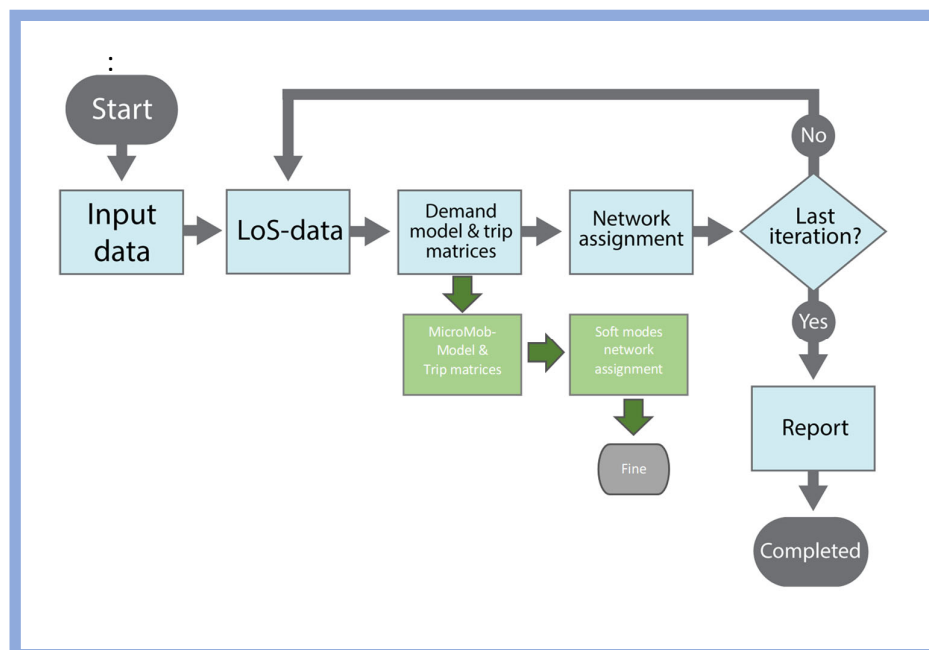 :
Start
Input
data
LoS-data
Demand
model & trip
matrices
Network
assignment
Last
iteration?
No
Yes
MicroMob-
Model &
Trip matrices
Soft modes
network
assignment
Fine
Report
Completed